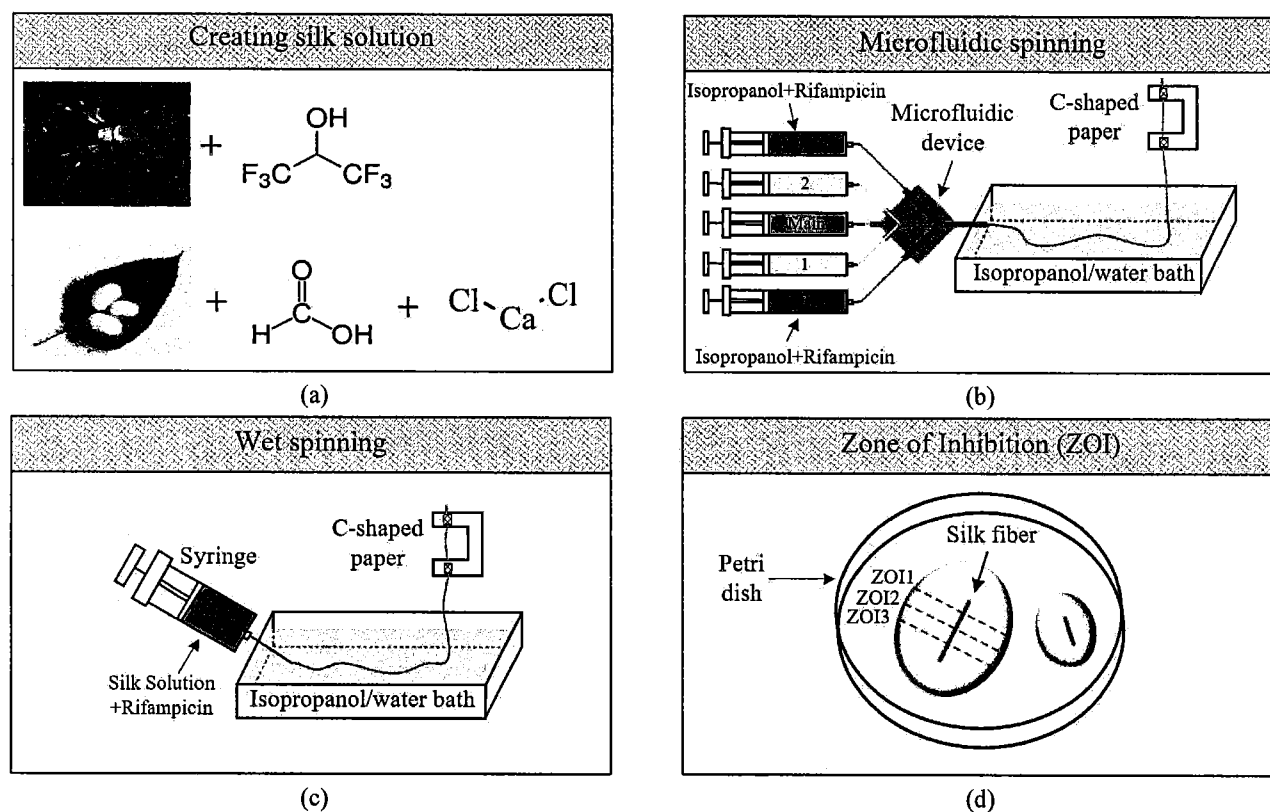 Creating silk solution
OH
+
F₃C
CF₃
O
+
H
OH
+
Cl
Ca
Cl
(a)
Microfluidic spinning
Isopropanol+Rifampicin
Microfluidic
device
C-shaped
paper
2
Main
1
Isopropanol/water bath
Isopropanol+Rifampicin
(b)
Wet spinning
C-shaped
paper
Syringe
Silk Solution
+Rifampicin
Isopropanol/water bath
(c)
Zone of Inhibition (ZOI)
Silk fiber
Petri
dish
ZOI1
ZOI2
ZOI3
(d)